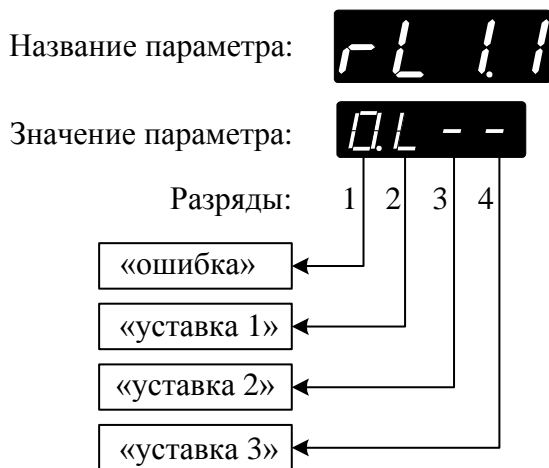 Название параметра: rL 1.1
Значение параметра: 0.L - -
Разряды: 1 2 3 4
«ошибка»
«уставка 1»
«уставка 2»
«уставка 3»